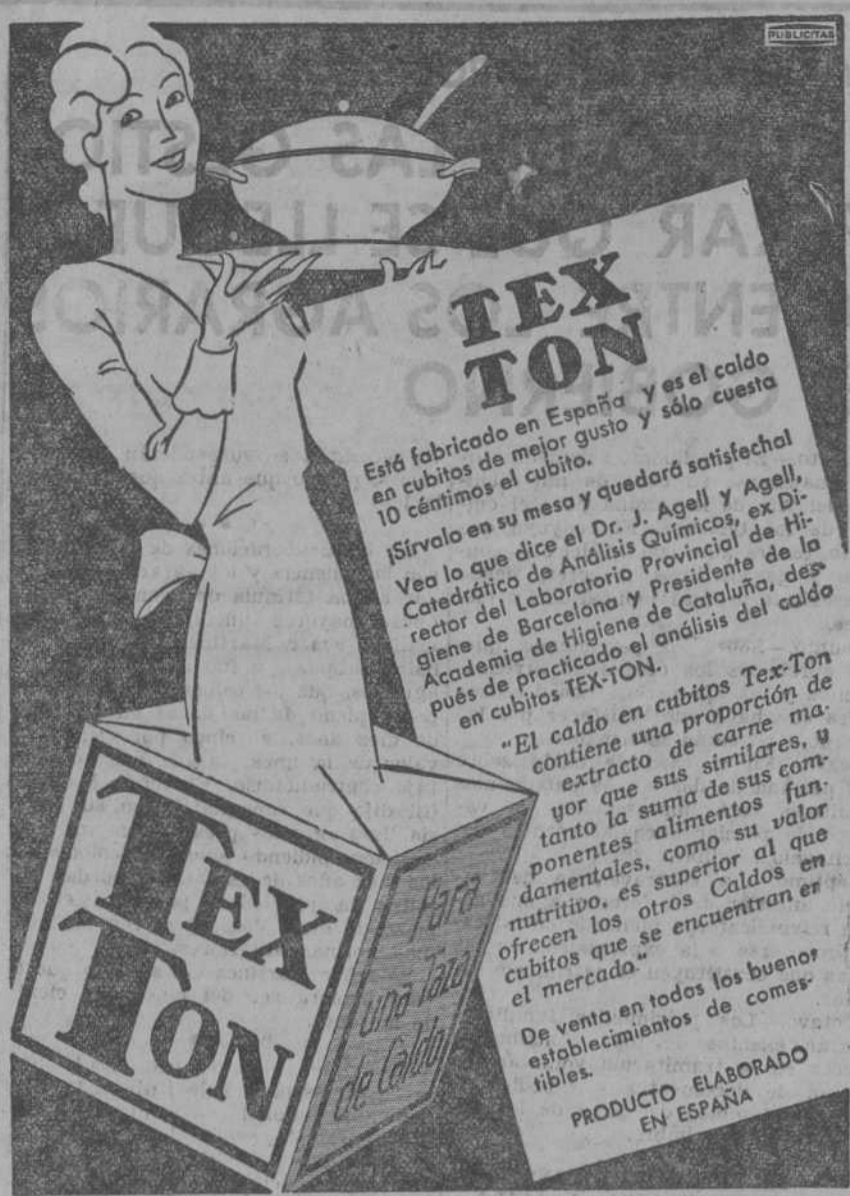 PUBLICITAS
TEX
TON
Está fabricado en España y es el caldo
en cubitos de mejor gusto y sólo cuesta
10 céntimos el cubito.
¡Sírvalo en su mesa y quedará satisfecha!
Vea lo que dice el Dr. J. Agell y Agell,
Catedrático de Análisis Químicos, ex Di-
rector del Laboratorio Provincial de Hi-
giene de Barcelona y Presidente de la
Academia de Higiene de Cataluña, des-
pués de practicado el análisis del caldo
en cubitos TEX-TON.
"El caldo en cubitos Tex-Ton
contiene una proporción de
extracto de carne ma-
yor que sus similares, y
tanto la suma de sus com-
ponentes alimentos fun-
damentales, como su valor
nutritivo, es superior al que
ofrecen los otros Caldos en
cubitos que se encuentran en
el mercado."
De venta en todos los buenos
establecimientos de comes-
tibles.
PRODUCTO ELABORADO
EN ESPAÑA
TEX
TON
Para
una Taza
de Caldo